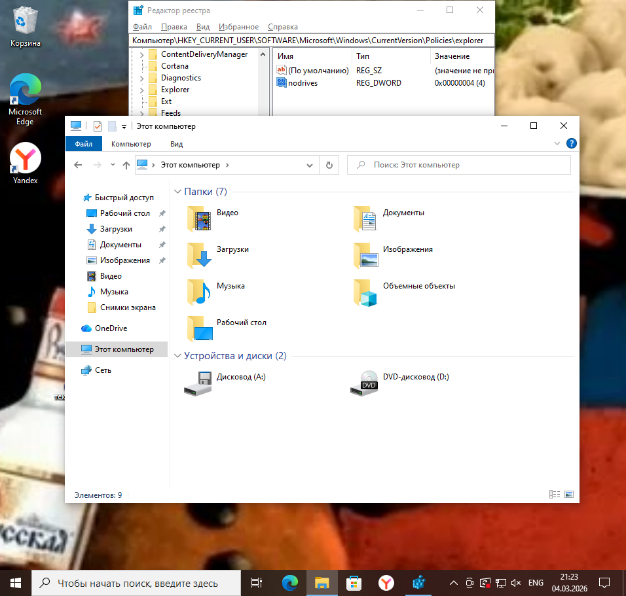 Корзина
Microsoft
Edge
Yandex
Редактор реестра
Файл Правка Вид Избранное Справка
Компьютер\HKEY_CURRENT_USER\SOFTWARE\Microsoft\Windows\CurrentVersion\Policies\explorer
ContentDeliveryManager
Cortana
Diagnostics
Explorer
Ext
Feeds
Имя Тип Значение
ab (По умолчанию) REG_SZ (значение не пр
nodrives REG_DWORD 0x00000004 (4)
Этот компьютер
Файл Компьютер Вид
Этот компьютер
Поиск: Этот компьютер
Быстрый доступ
Рабочий стол
Загрузки
Документы
Изображения
Видео
Музыка
Снимки экрана
OneDrive
Этот компьютер
Сеть
Папки (7)
Видео
Документы
Загрузки
Изображения
Музыка
Объемные объекты
Рабочий стол
Устройства и диски (2)
Дисковод (A:)
DVD
DVD-дисковод (D:)
Элементов: 9
Чтобы начать поиск, введите здесь
ENG
21:23
04.03.2026